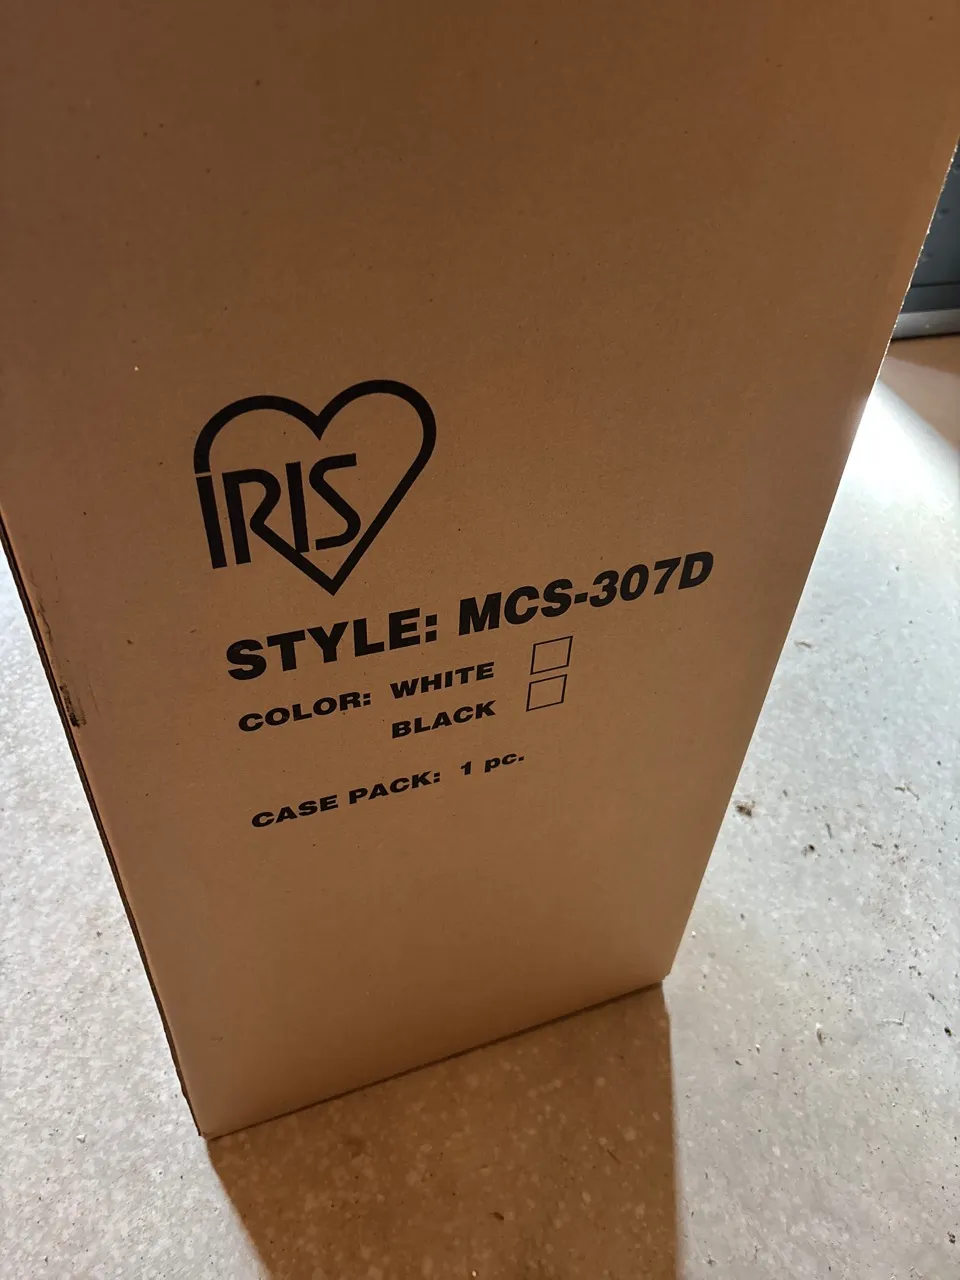 IRIS
STYLE: MCS-307D
COLOR: WHITE
BLACK
CASE PACK: 1 pc.